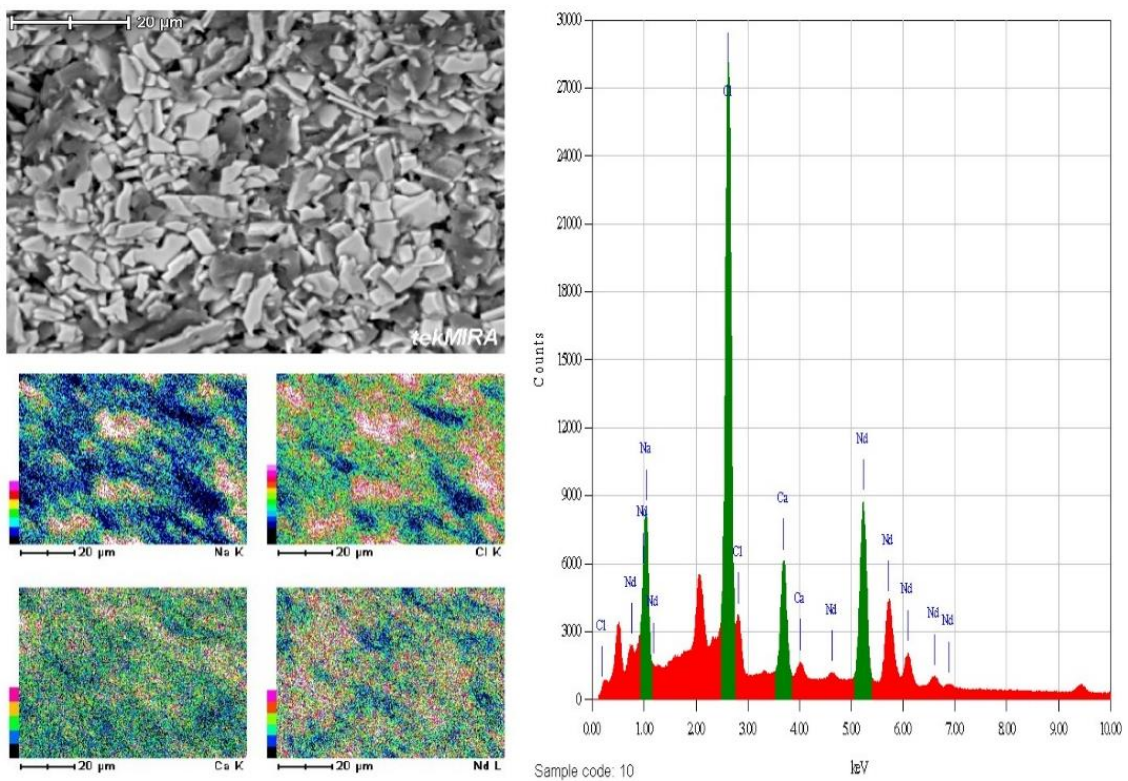 20 µm
tekMIRA
20 µm Na K
20 µm Cl K
20 µm Ca K
20 µm Nd L
Counts
30000
27000
24000
21000
18000
15000
12000
9000
6000
3000
0
Cl
Na
Nd
Nd
Nd
Cl
Cl
Ca
Ca
Nd
Nd
Nd
Nd
Nd
Nd
0.00 1.00 2.00 3.00 4.00 5.00 6.00 7.00 8.00 9.00 10.00
keV
Sample code: 10